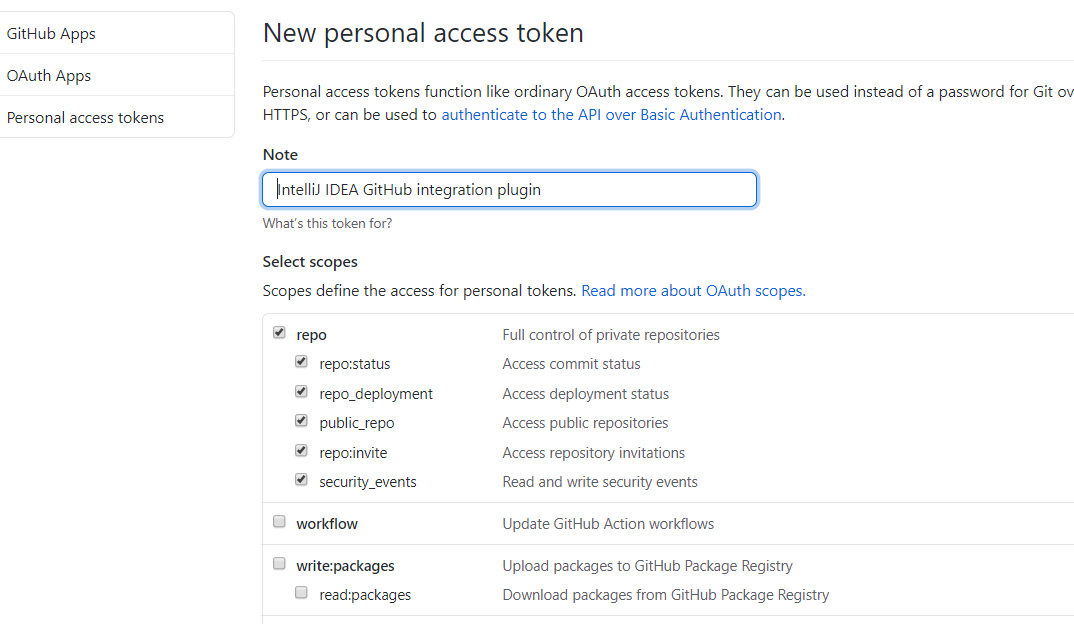 GitHub Apps
OAuth Apps
Personal access tokens
New personal access token
Personal access tokens function like ordinary OAuth access tokens. They can be used instead of a password for Git ov
HTTPS, or can be used to authenticate to the API over Basic Authentication.
Note
IntelliJ IDEA GitHub integration plugin
What's this token for?
Select scopes
Scopes define the access for personal tokens. Read more about OAuth scopes.
repo Full control of private repositories
repo:status Access commit status
repo_deployment Access deployment status
public_repo Access public repositories
repo:invite Access repository invitations
security_events Read and write security events
workflow Update GitHub Action workflows
write:packages Upload packages to GitHub Package Registry
read:packages Download packages from GitHub Package Registry